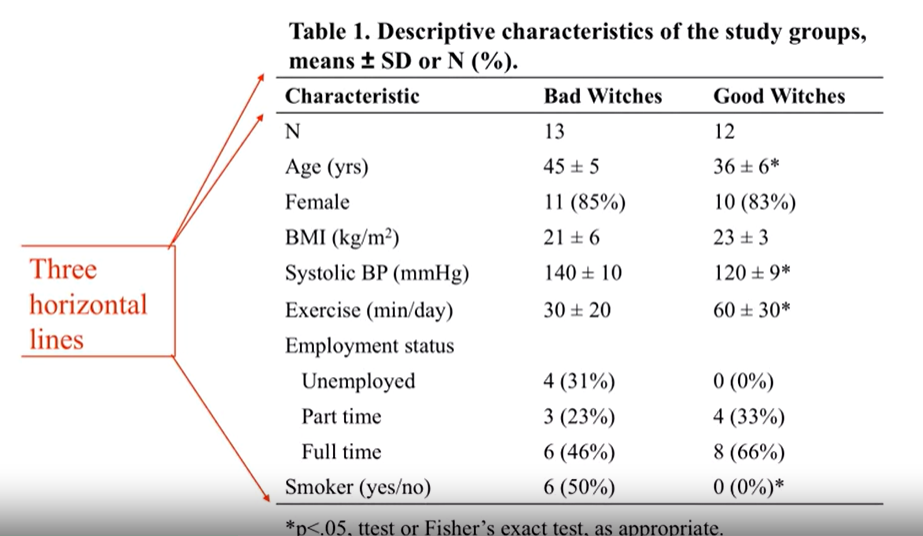 Table 1. Descriptive characteristics of the study groups,
means ± SD or N (%).
Characteristic Bad Witches Good Witches
N 13 12
Age (yrs) 45 ± 5 36 ± 6*
Female 11 (85%) 10 (83%)
BMI (kg/m²) 21 ± 6 23 ± 3
Systolic BP (mmHg) 140 ± 10 120 ± 9*
Exercise (min/day) 30 ± 20 60 ± 30*
Employment status
Unemployed 4 (31%) 0 (0%)
Part time 3 (23%) 4 (33%)
Full time 6 (46%) 8 (66%)
Smoker (yes/no) 6 (50%) 0 (0%)*
*p<.05, ttest or Fisher's exact test, as appropriate.
Three
horizontal
lines